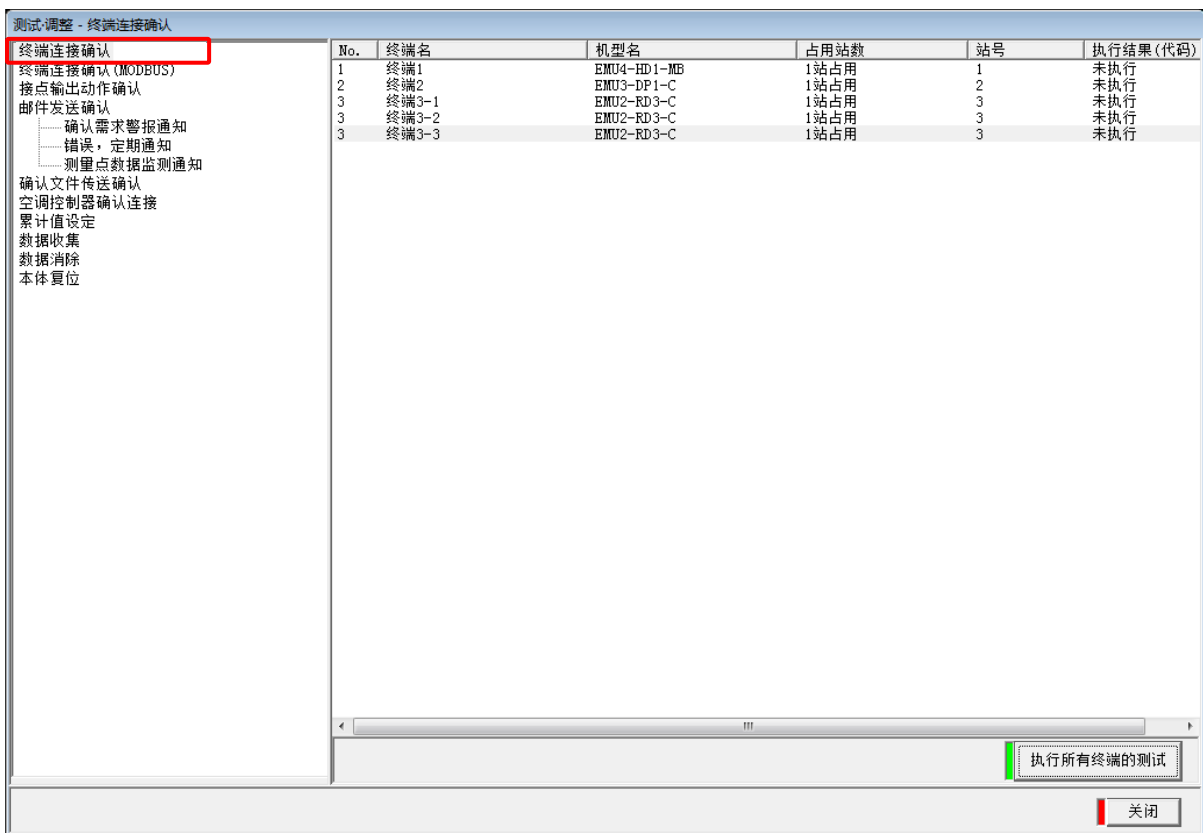 测试·调整 - 终端连接确认
终端连接确认
终端连接确认(MODBUS)
接点输出动作确认
邮件发送确认
确认需求警报通知
错误，定期通知
测量点数据监测通知
确认文件传送确认
空调控制器确认连接
累计值设定
数据收集
数据消除
本体复位
No. 终端名 机型名 占用站数 站号 执行结果(代码)
1 终端1 EMU4-HD1-MB 1站占用 1 未执行
2 终端2 EMU3-DP1-C 1站占用 2 未执行
3 终端3-1 EMU2-RD3-C 1站占用 3 未执行
3 终端3-2 EMU2-RD3-C 1站占用 3 未执行
3 终端3-3 EMU2-RD3-C 1站占用 3 未执行
执行所有终端的测试
关闭